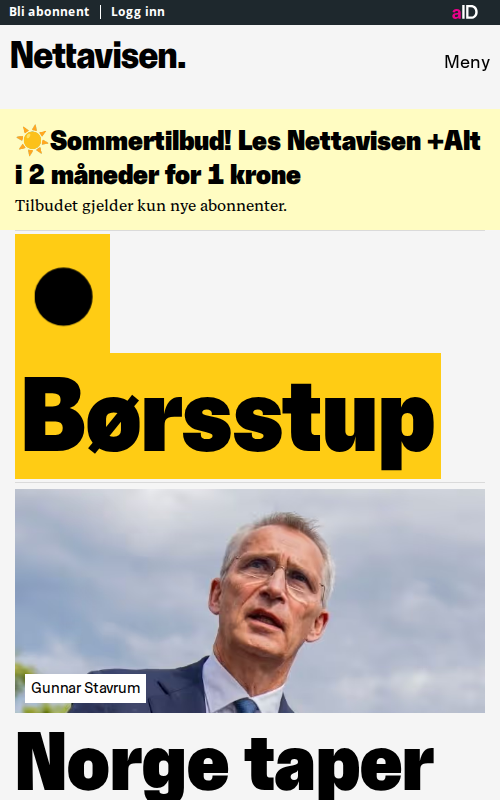 Bli abonnent | Logg inn
aID
Nettavisen.
Meny
☀️Sommertilbud! Les Nettavisen +Alt
i 2 måneder for 1 krone
Tilbudet gjelder kun nye abonnenter.
Børsstup
Gunnar Stavrum
Norge taper